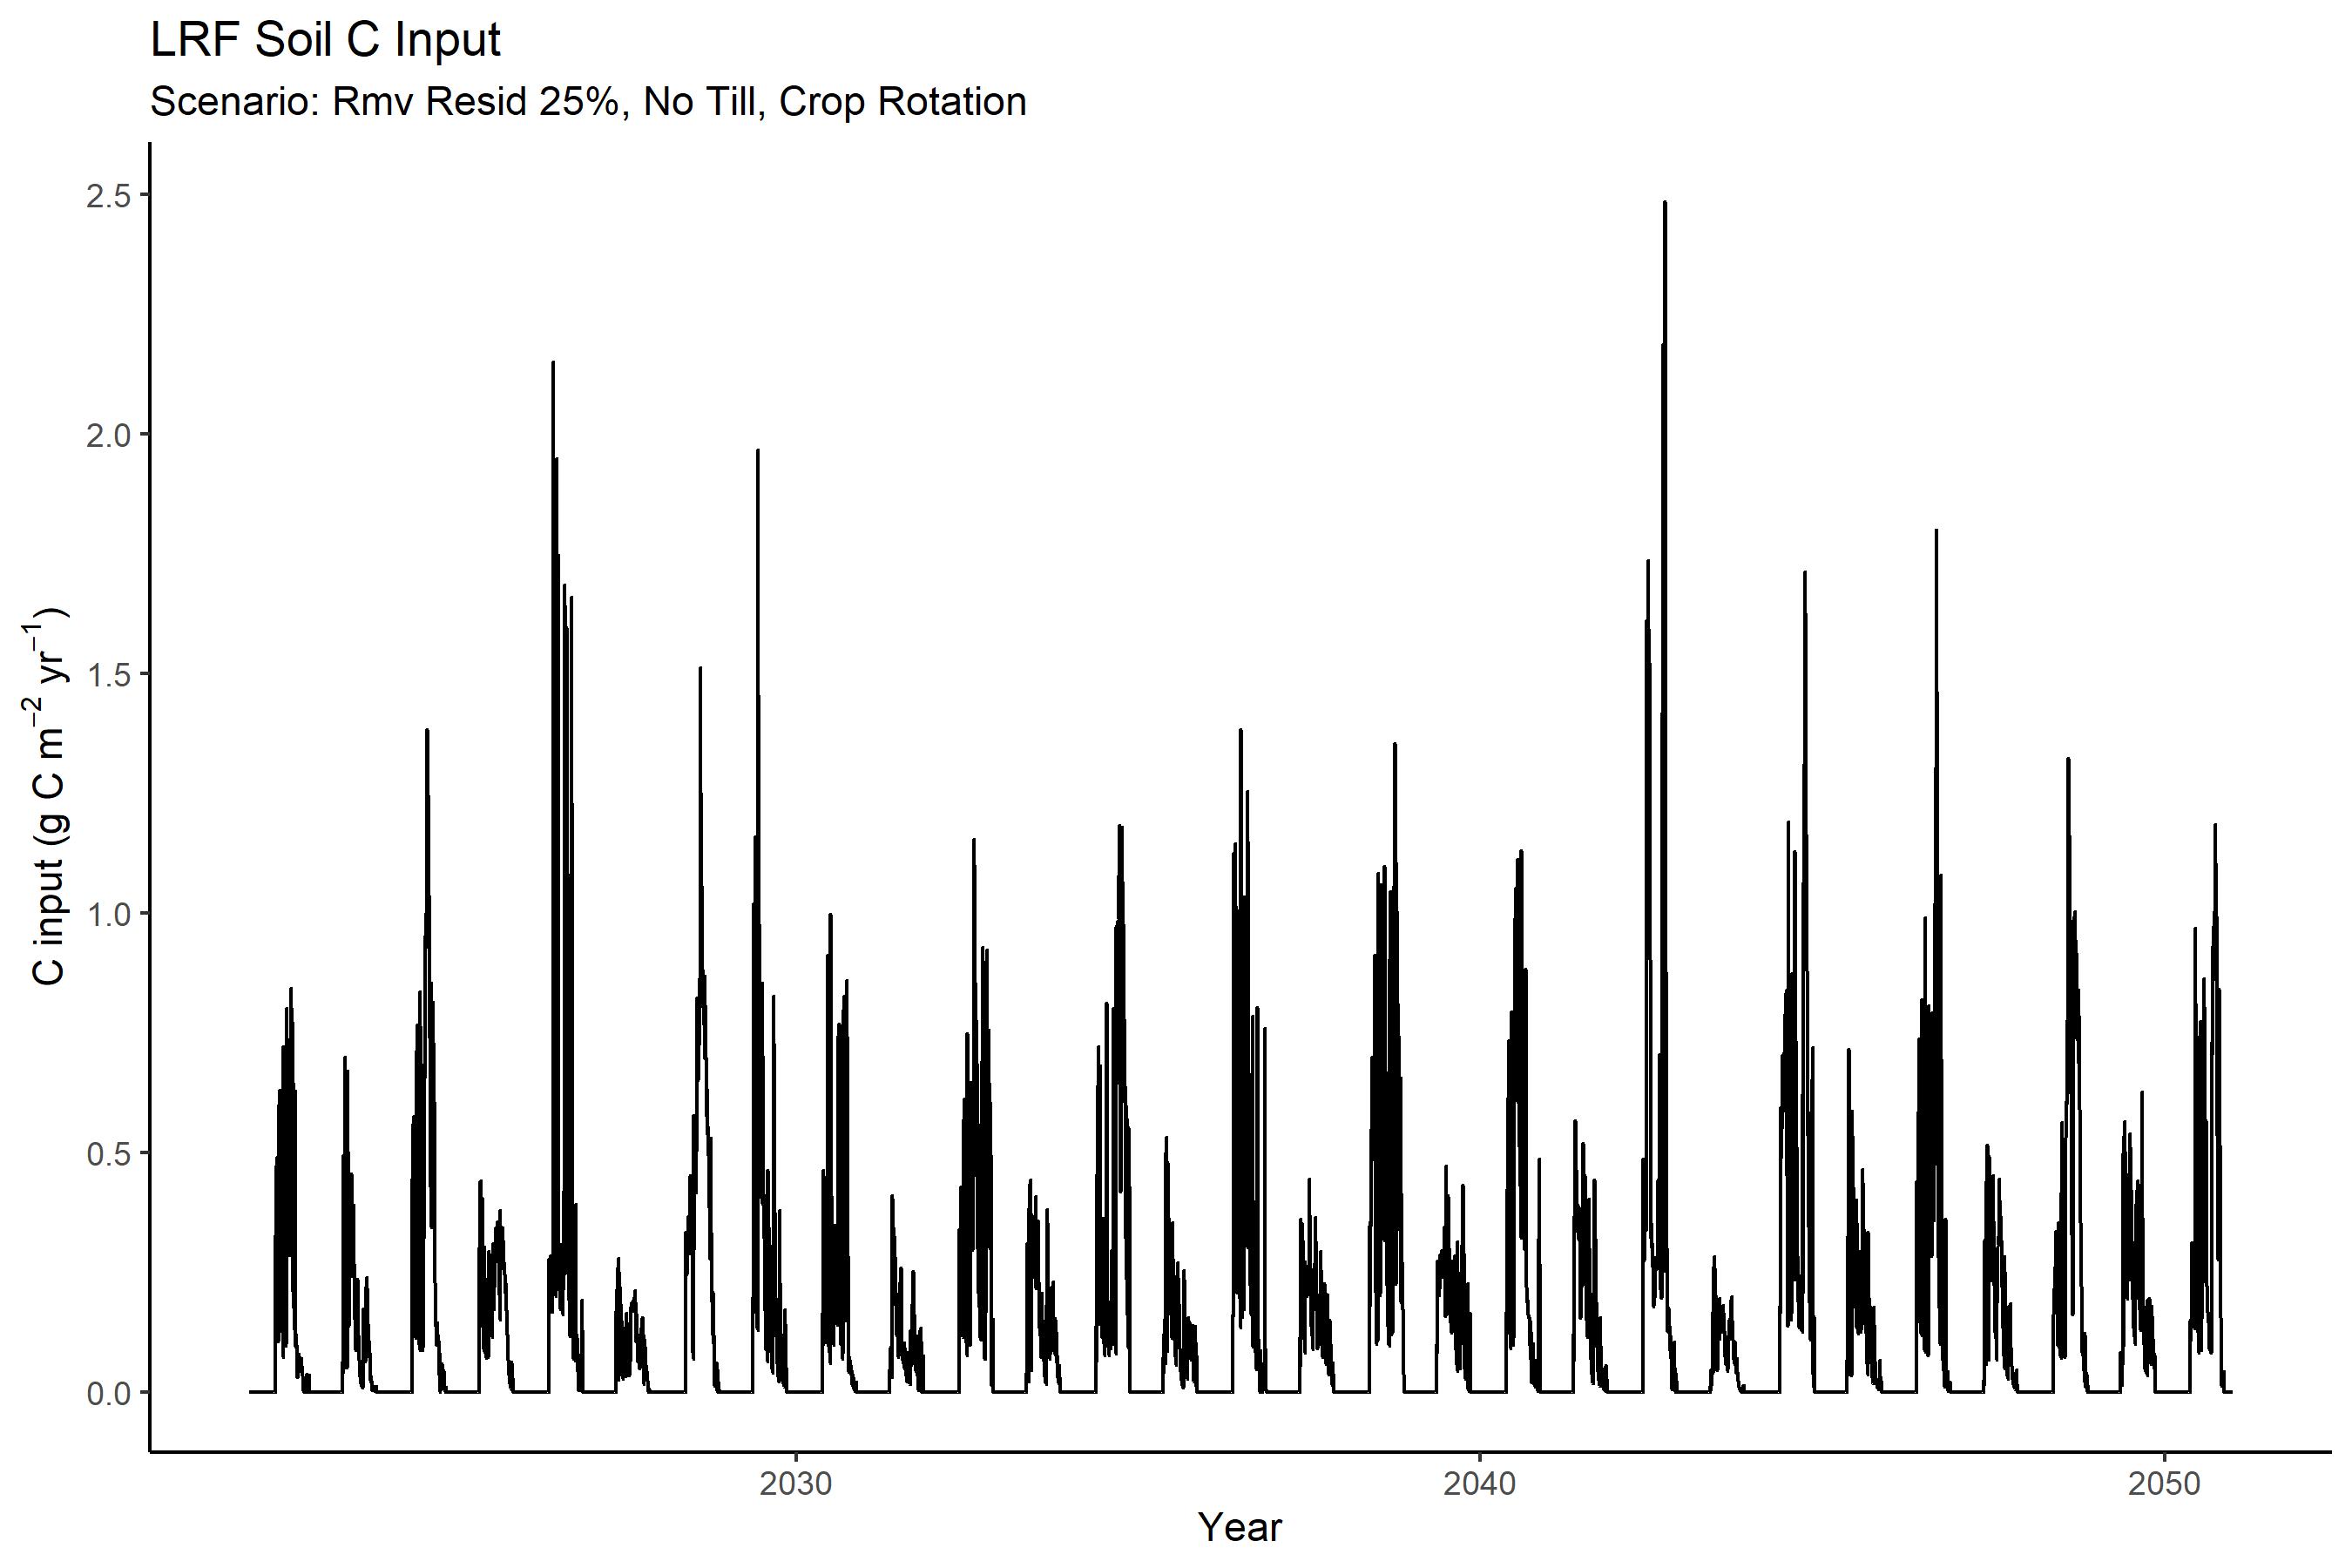 LRF Soil C Input
Scenario: Rmv Resid 25%, No Till, Crop Rotation
C input (g C m⁻² yr⁻¹)
2.5
2.0
1.5
1.0
0.5
0.0
2030
2040
2050
Year